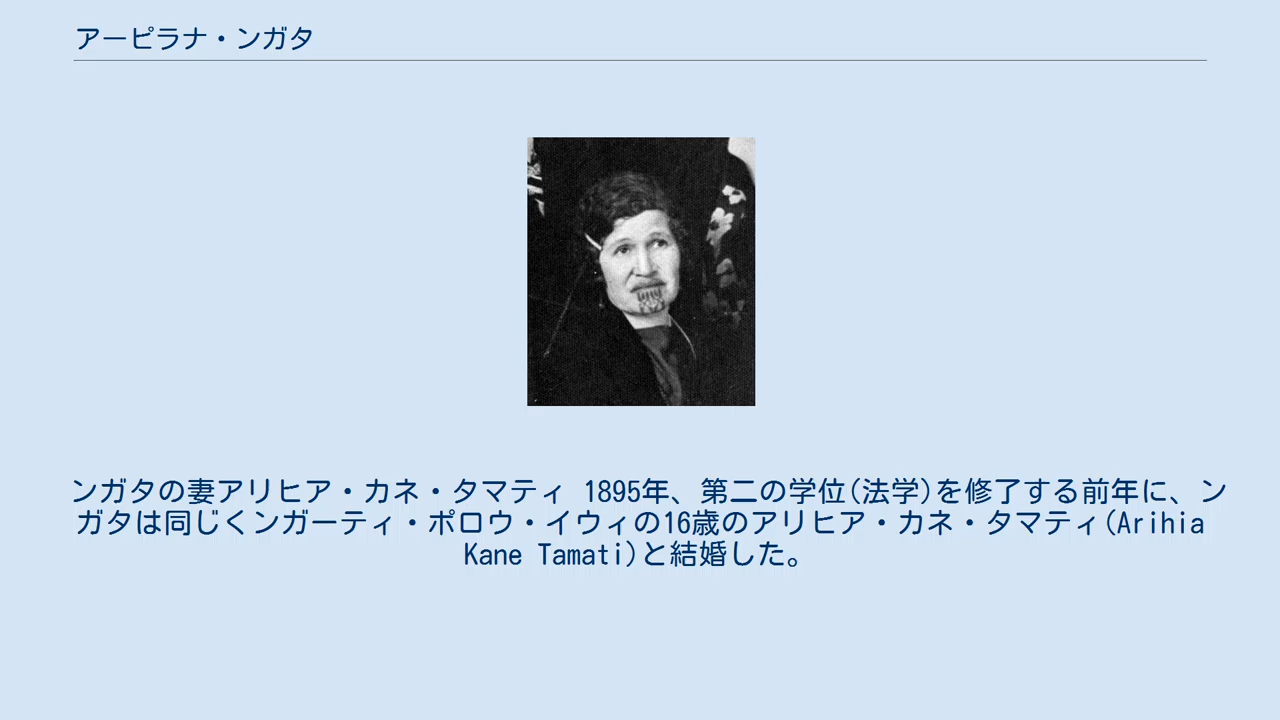 アーピラナ・ンガタ
ンガタの妻アリヒア・カネ・タマティ 1895年、第二の学位(法学)を修了する前年に、ン
ガタは同じくンガーティ・ポロウ・イウィの16歳のアリヒア・カネ・タマティ(Arihia
Kane Tamati)と結婚した。